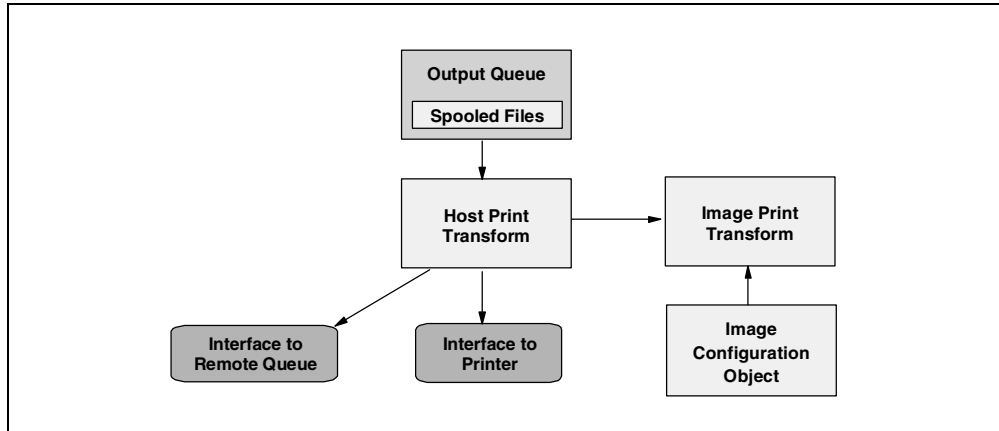 Output Queue
Spooled Files
Host Print
Transform
Image Print
Transform
Interface to
Remote Queue
Interface to
Printer
Image
Configuration
Object